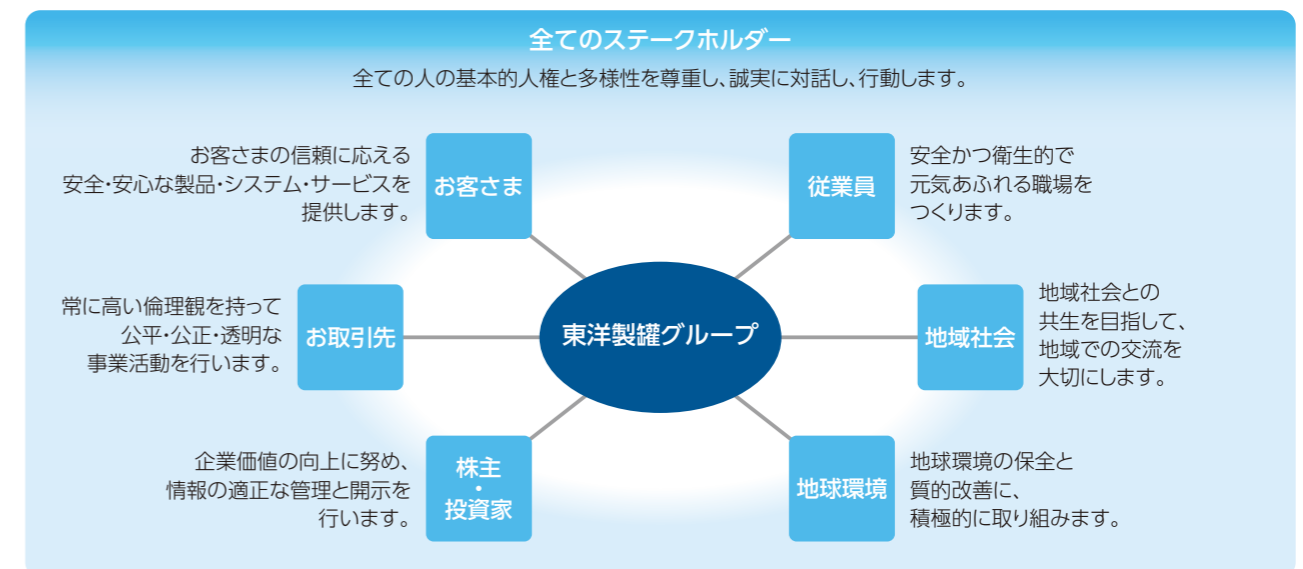 全てのステークホルダー
全ての人の基本的人権と多様性を尊重し、誠実に対話し、行動します。
お客さまの信頼に応える
安全・安心な製品・システム・サービスを
提供します。
お客さま
従業員
安全かつ衛生的で
元気あふれる職場を
つくります。
常に高い倫理観を持って
公平・公正・透明な
事業活動を行います。
お取引先
東洋製罐グループ
地域社会
地域社会との
共生を目指して、
地域での交流を
大切にします。
企業価値の向上に努め、
情報の適正な管理と開示を
行います。
株主
・
投資家
地球環境
地球環境の保全と
質的改善に、
積極的に取り組みます。